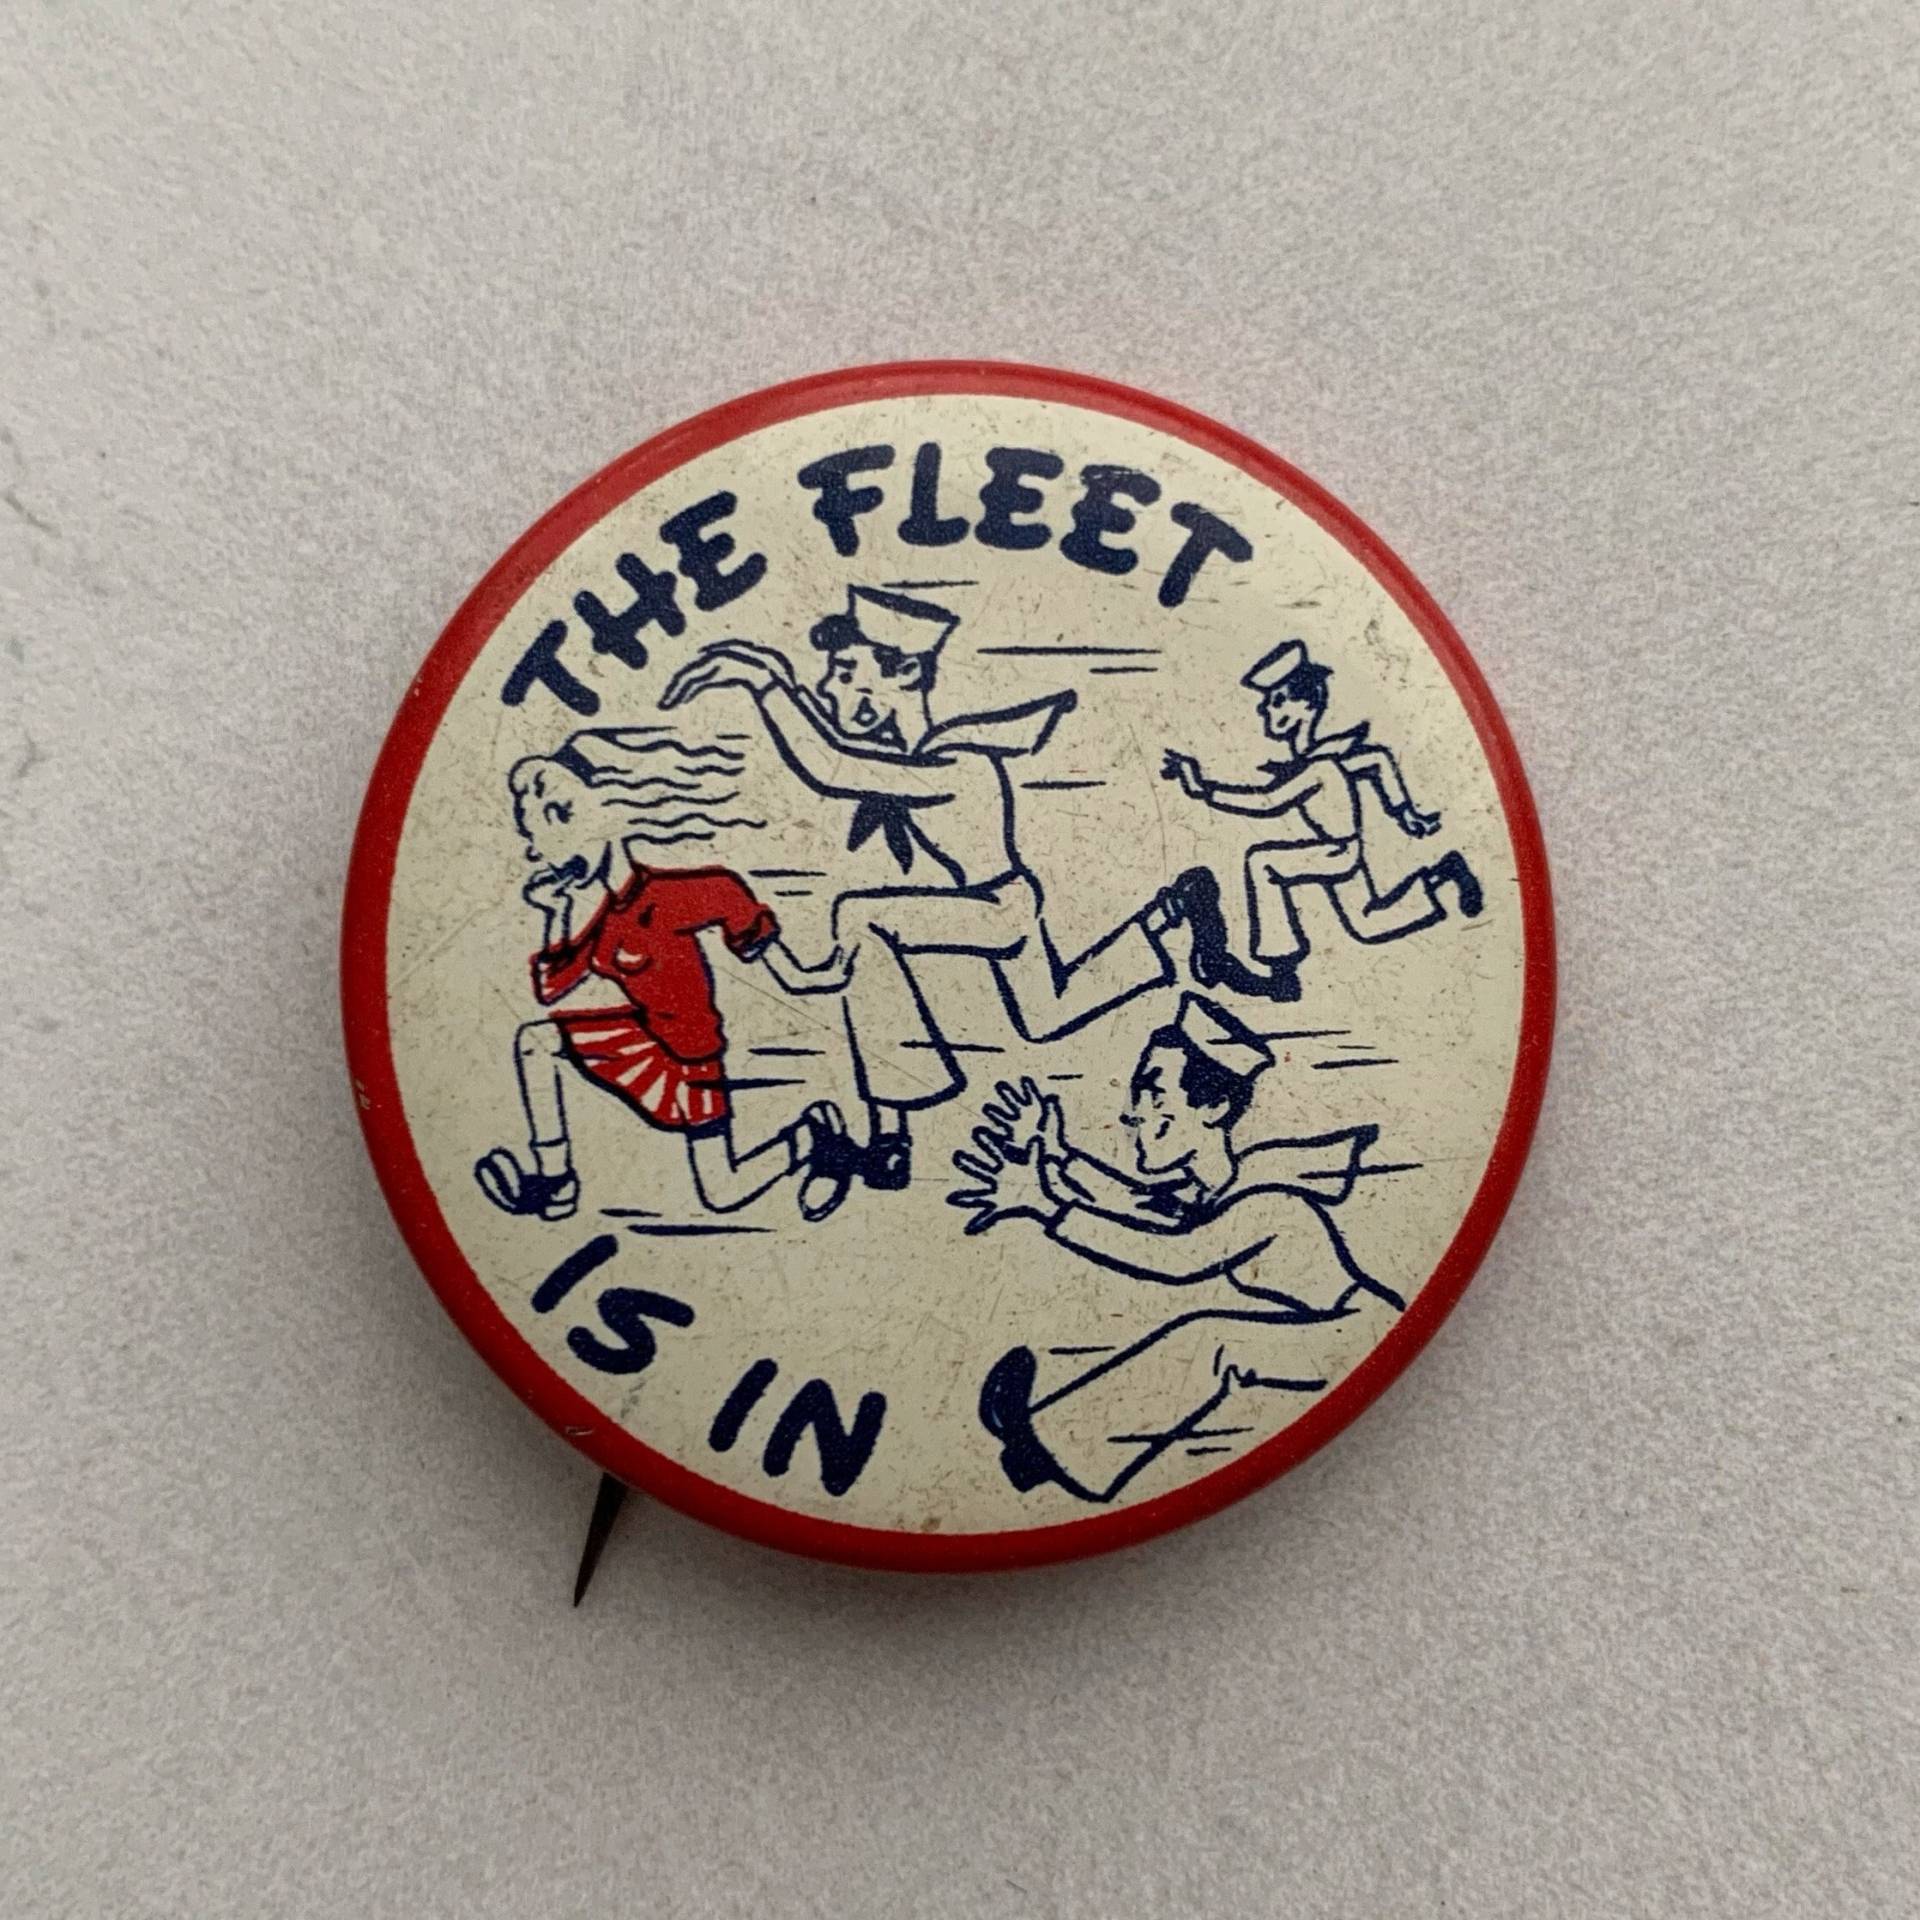 THE FLEET
IS IN